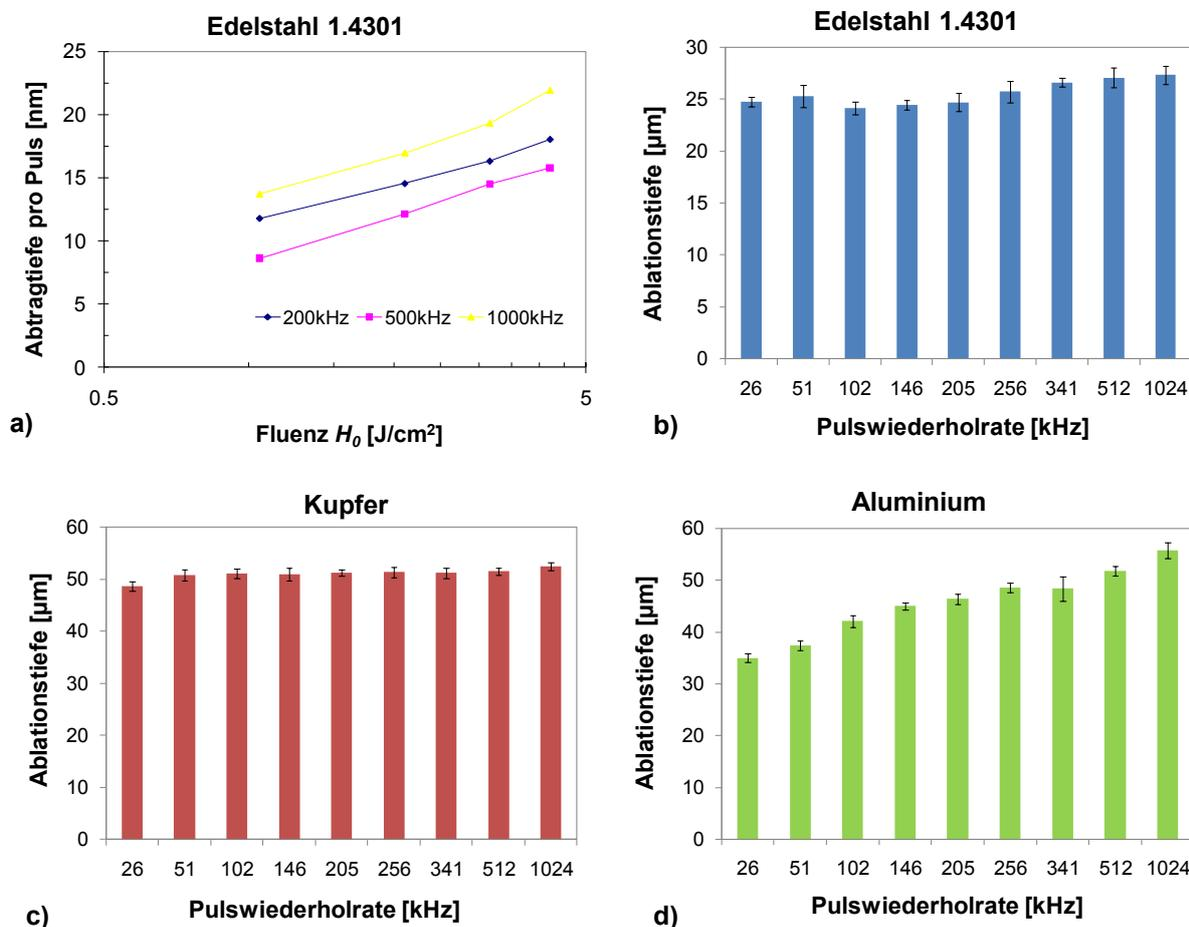 Edelstahl 1.4301
25
20
15
10
5
0
0.5
5
Abtragtiefe pro Puls [nm]
200kHz 500kHz 1000kHz
Fluenz H0 [J/cm²]
a)
Edelstahl 1.4301
30
25
20
15
10
5
0
Ablationstiefe [µm]
26 51 102 146 205 256 341 512 1024
Pulswiederholrate [kHz]
b)
Kupfer
60
50
40
30
20
10
0
Ablationstiefe [µm]
26 51 102 146 205 256 341 512 1024
Pulswiederholrate [kHz]
c)
Aluminium
60
50
40
30
20
10
0
Ablationstiefe [µm]
26 51 102 146 205 256 341 512 1024
Pulswiederholrate [kHz]
d)